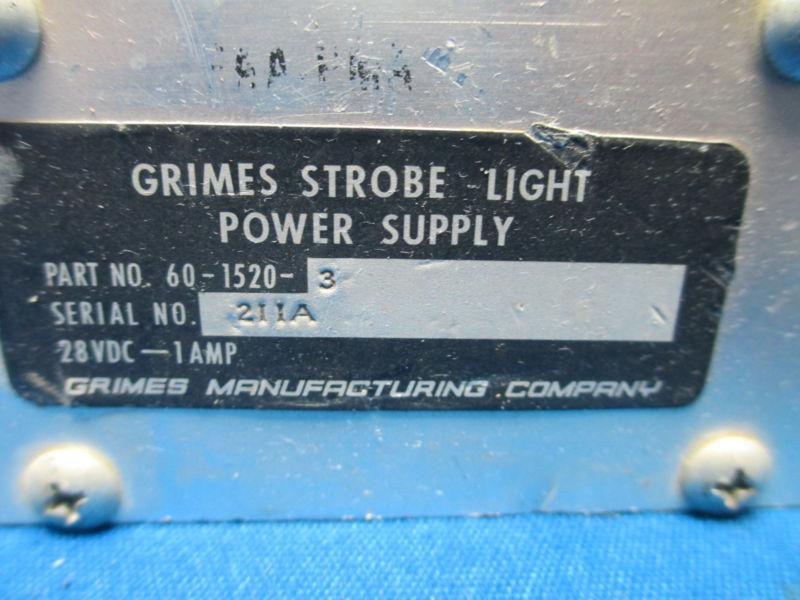 GRIMES STROBE LIGHT
POWER SUPPLY
PART NO. 60-1520-3
SERIAL NO. 211A
28VDC-1AMP
GRIMES MANUFACTURING COMPANY